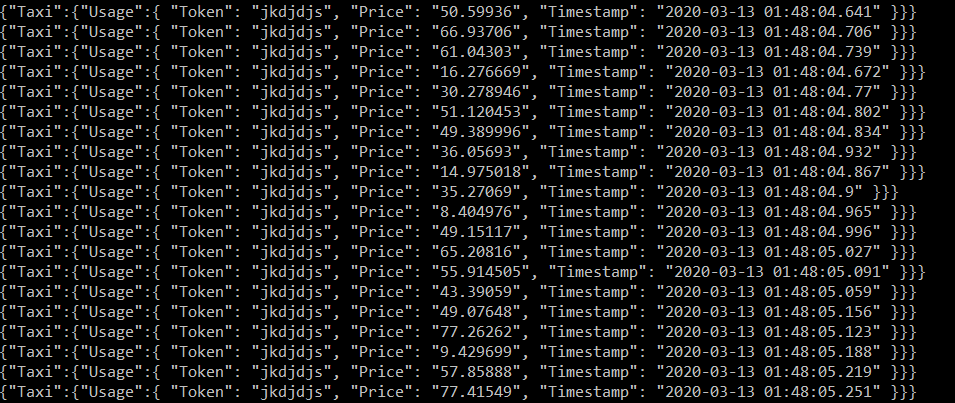 {"Taxi":{"Usage":{ "Token": "jkdjdjs", "Price": "50.59936", "Timestamp": "2020-03-13 01:48:04.641" }}}
{"Taxi":{"Usage":{ "Token": "jkdjdjs", "Price": "66.93706", "Timestamp": "2020-03-13 01:48:04.706" }}}
{"Taxi":{"Usage":{ "Token": "jkdjdjs", "Price": "61.04303", "Timestamp": "2020-03-13 01:48:04.739" }}}
{"Taxi":{"Usage":{ "Token": "jkdjdjs", "Price": "16.276669", "Timestamp": "2020-03-13 01:48:04.672" }}}
{"Taxi":{"Usage":{ "Token": "jkdjdjs", "Price": "30.278946", "Timestamp": "2020-03-13 01:48:04.77" }}}
{"Taxi":{"Usage":{ "Token": "jkdjdjs", "Price": "51.120453", "Timestamp": "2020-03-13 01:48:04.802" }}}
{"Taxi":{"Usage":{ "Token": "jkdjdjs", "Price": "49.389996", "Timestamp": "2020-03-13 01:48:04.834" }}}
{"Taxi":{"Usage":{ "Token": "jkdjdjs", "Price": "36.05693", "Timestamp": "2020-03-13 01:48:04.932" }}}
{"Taxi":{"Usage":{ "Token": "jkdjdjs", "Price": "14.975018", "Timestamp": "2020-03-13 01:48:04.867" }}}
{"Taxi":{"Usage":{ "Token": "jkdjdjs", "Price": "35.27069", "Timestamp": "2020-03-13 01:48:04.9" }}}
{"Taxi":{"Usage":{ "Token": "jkdjdjs", "Price": "8.404976", "Timestamp": "2020-03-13 01:48:04.965" }}}
{"Taxi":{"Usage":{ "Token": "jkdjdjs", "Price": "49.15117", "Timestamp": "2020-03-13 01:48:04.996" }}}
{"Taxi":{"Usage":{ "Token": "jkdjdjs", "Price": "65.20816", "Timestamp": "2020-03-13 01:48:05.027" }}}
{"Taxi":{"Usage":{ "Token": "jkdjdjs", "Price": "55.914505", "Timestamp": "2020-03-13 01:48:05.091" }}}
{"Taxi":{"Usage":{ "Token": "jkdjdjs", "Price": "43.39059", "Timestamp": "2020-03-13 01:48:05.059" }}}
{"Taxi":{"Usage":{ "Token": "jkdjdjs", "Price": "49.07648", "Timestamp": "2020-03-13 01:48:05.156" }}}
{"Taxi":{"Usage":{ "Token": "jkdjdjs", "Price": "77.26262", "Timestamp": "2020-03-13 01:48:05.123" }}}
{"Taxi":{"Usage":{ "Token": "jkdjdjs", "Price": "9.429699", "Timestamp": "2020-03-13 01:48:05.188" }}}
{"Taxi":{"Usage":{ "Token": "jkdjdjs", "Price": "57.85888", "Timestamp": "2020-03-13 01:48:05.219" }}}
{"Taxi":{"Usage":{ "Token": "jkdjdjs", "Price": "77.41549", "Timestamp": "2020-03-13 01:48:05.251" }}}